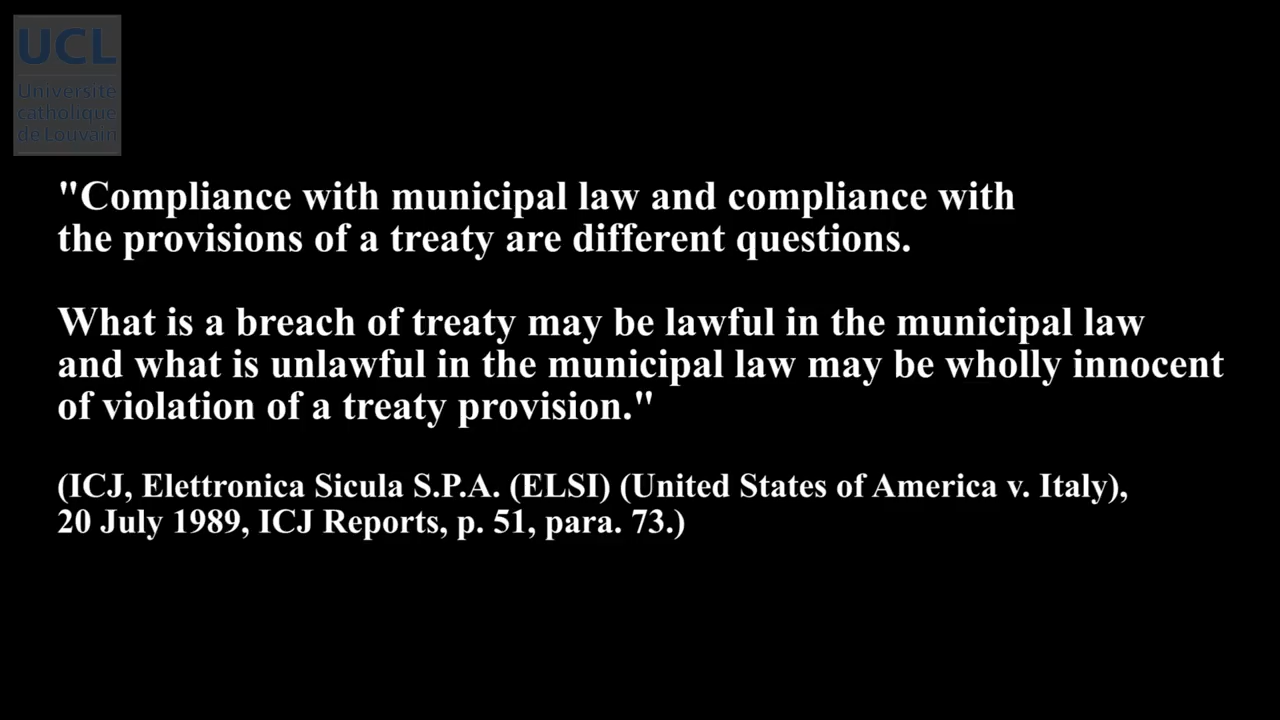 UCL
Université
catholique
de Louvain
"Compliance with municipal law and compliance with
the provisions of a treaty are different questions.
What is a breach of treaty may be lawful in the municipal law
and what is unlawful in the municipal law may be wholly innocent
of violation of a treaty provision."
(ICJ, Elettronica Sicula S.P.A. (ELSI) (United States of America v. Italy),
20 July 1989, ICJ Reports, p. 51, para. 73.)